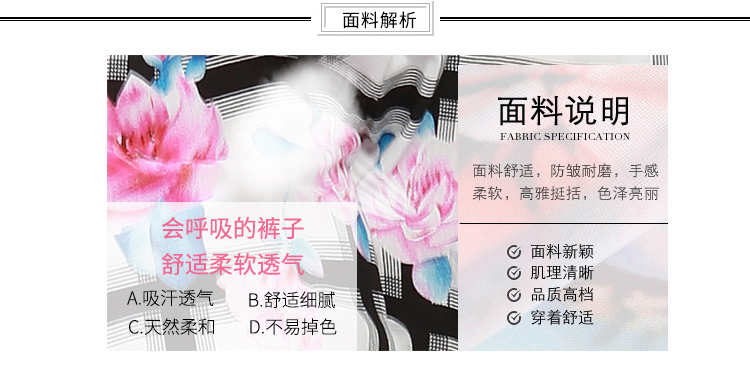 面料解析
面料说明
FABRIC SPECIFICATION
面料舒适，防皱耐磨，手感
柔软，高雅挺括，色泽亮丽
会呼吸的裤子
舒适柔软透气
A.吸汗透气 B.舒适细腻
C.天然柔和 D.不易掉色
面料新颖
肌理清晰
品质高档
穿着舒适